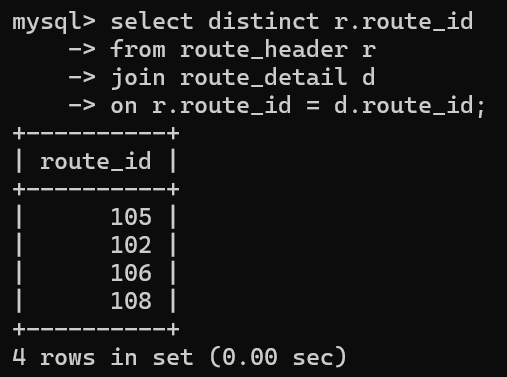 mysql> select distinct r.route_id
    -> from route_header r
    -> join route_detail d
    -> on r.route_id = d.route_id;
+----------+
| route_id |
+----------+
|      105 |
|      102 |
|      106 |
|      108 |
+----------+
4 rows in set (0.00 sec)